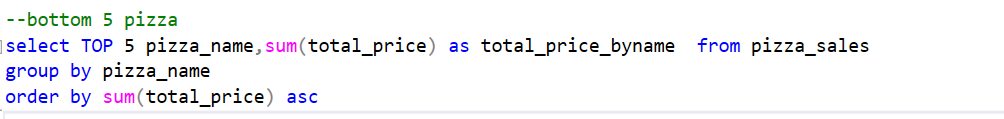 --bottom 5 pizza
select TOP 5 pizza_name,sum(total_price) as total_price_byname  from pizza_sales
group by pizza_name
order by sum(total_price) asc